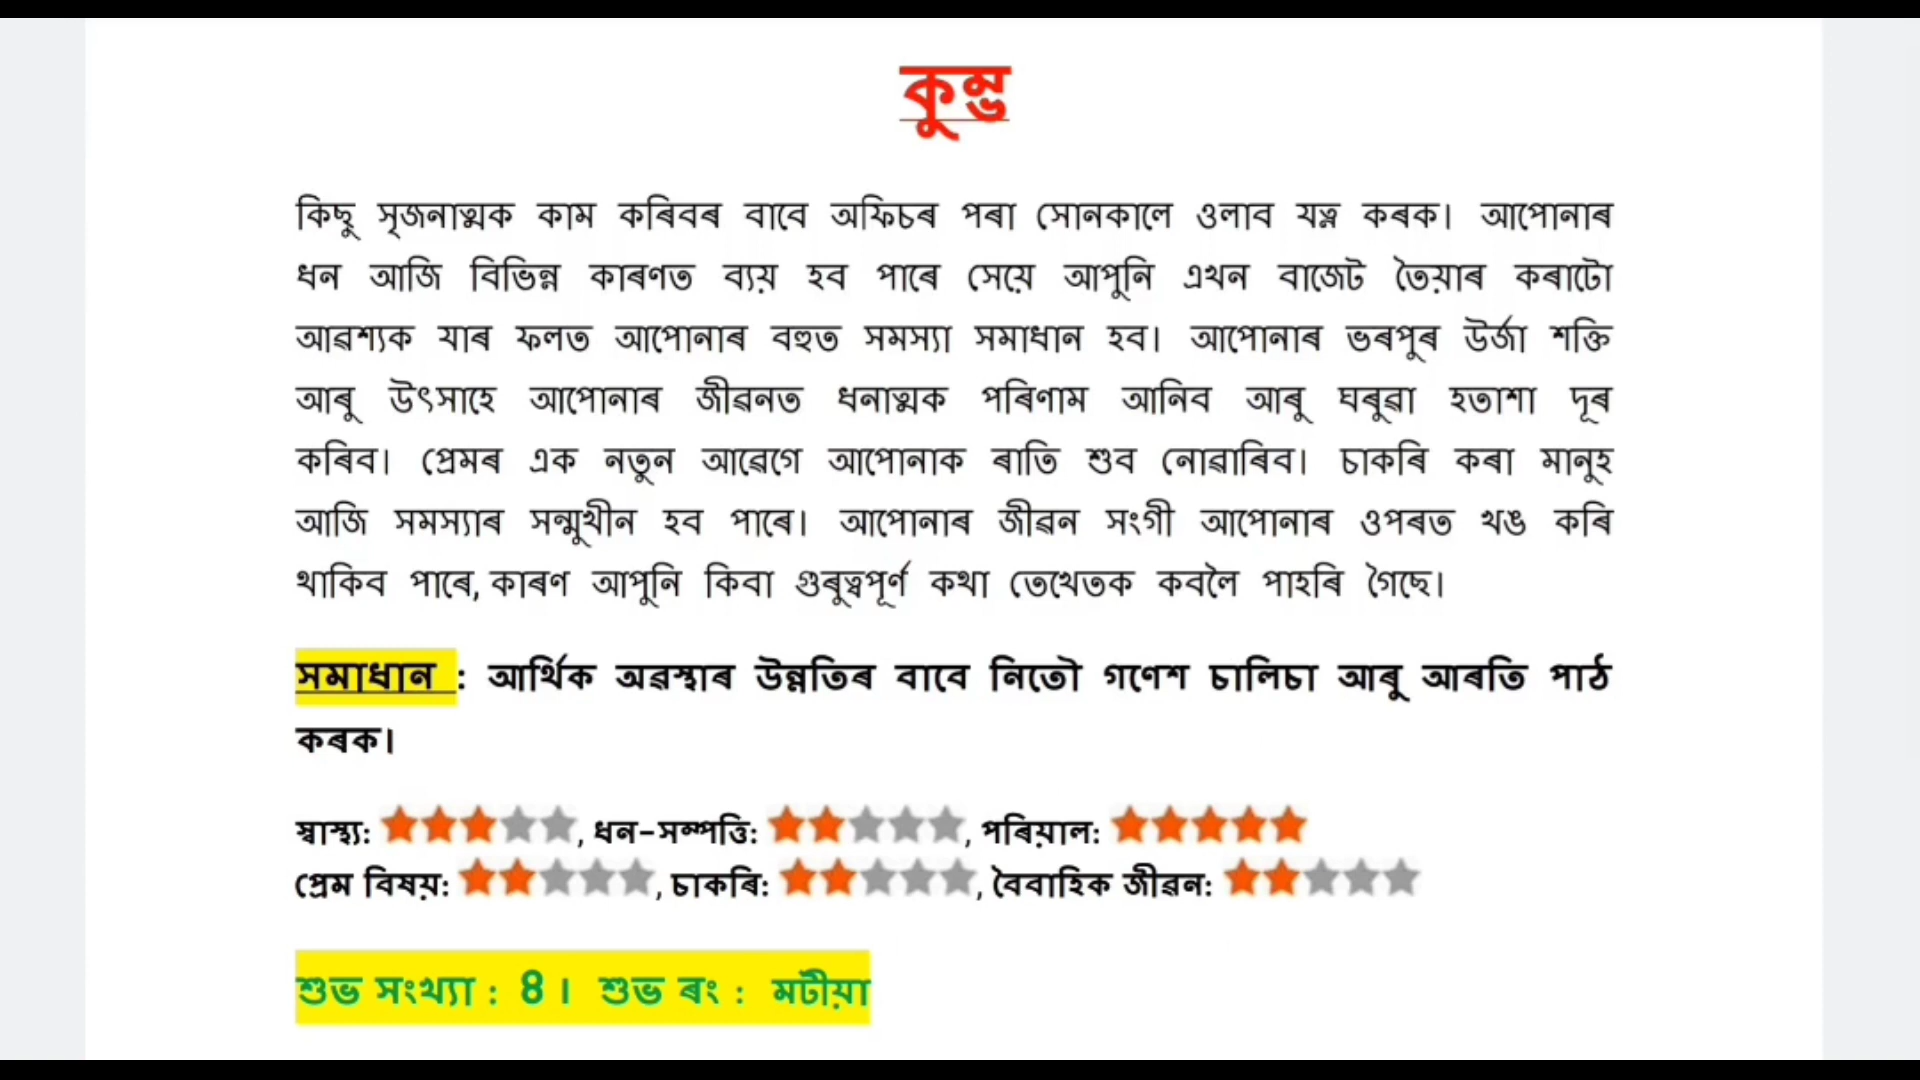 কুম্ভ
কিছু সৃজনাত্মক কাম কৰিবৰ বাবে অফিচৰ পৰা সোনকালে ওলাব যত্ন কৰক। আপোনাৰ
ধন আজি বিভিন্ন কাৰণত ব্যয় হব পাৰে সেয়ে আপুনি এখন বাজেট তৈয়াৰ কৰাটো
আৱশ্যক যাৰ ফলত আপোনাৰ বহুত সমস্যা সমাধান হব। আপোনাৰ ভৰপুৰ উৰ্জা শক্তি
আৰু উৎসাহে আপোনাৰ জীৱনত ধনাত্মক পৰিণাম আনিব আৰু ঘৰুৱা হতাশা দূৰ
কৰিব। প্ৰেমৰ এক নতুন আৱেগে আপোনাক ৰাতি শুব নোৱাৰিব। চাকৰি কৰা মানুহ
আজি সমস্যাৰ সন্মুখীন হব পাৰে। আপোনাৰ জীৱন সংগী আপোনাৰ ওপৰত খঙ কৰি
থাকিব পাৰে, কাৰণ আপুনি কিবা গুৰুত্বপূৰ্ণ কথা তেখেতক কবলৈ পাহৰি গৈছে।
সমাধান : আৰ্থিক অৱস্থাৰ উন্নতিৰ বাবে নিতৌ গণেশ চালিচা আৰু আৰতি পাঠ
কৰক।
স্বাস্থ্য: ★★★★★, ধন-সম্পত্তি: ★★★★★, পৰিয়াল: ★★★★★
প্ৰেম বিষয়: ★★★★★, চাকৰি: ★★★★★, বৈবাহিক জীৱন: ★★★★★
শুভ সংখ্যা : 8। শুভ ৰং : মটীয়া